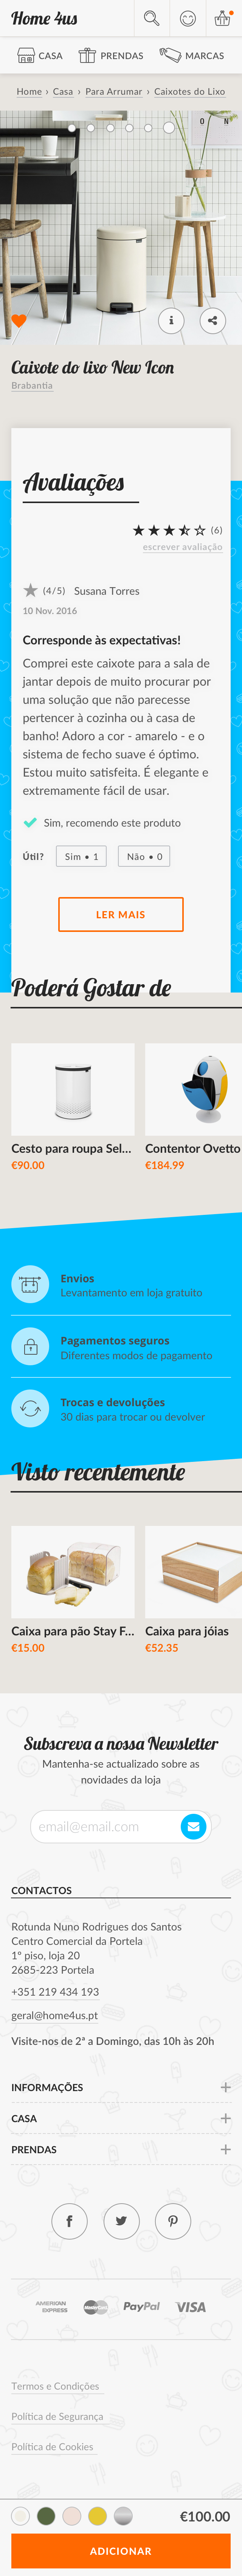 Home 4us
CASA PRENDAS MARCAS
Home › Casa › Para Arrumar › Caixotes do Lixo
O N
i
Caixote do lixo New Icon
Brabantia
Avaliações
(6)
escrever avaliação
(4/5) Susana Torres
10 Nov. 2016
Corresponde às expectativas!
Comprei este caixote para a sala de
jantar depois de muito procurar por
uma solução que não parecesse
pertencer à cozinha ou à casa de
banho! Adoro a cor - amarelo - e o
sistema de fecho suave é óptimo.
Estou muito satisfeita. É elegante e
extremamente fácil de usar.
Sim, recomendo este produto
Útil? Sim • 1 Não • 0
LER MAIS
Poderá Gostar de
Cesto para roupa Sel... Contentor Ovetto
€90.00 €184.99
Envios
Levantamento em loja gratuito
Pagamentos seguros
Diferentes modos de pagamento
Trocas e devoluções
30 dias para trocar ou devolver
Visto recentemente
Caixa para pão Stay F... Caixa para jóias
€15.00 €52.35
Subscreva a nossa Newsletter
Mantenha-se actualizado sobre as
novidades da loja
email@email.com
CONTACTOS
Rotunda Nuno Rodrigues dos Santos
Centro Comercial da Portela
1º piso, loja 20
2685-223 Portela
+351 219 434 193
geral@home4us.pt
Visite-nos de 2ª a Domingo, das 10h às 20h
INFORMAÇÕES
CASA
PRENDAS
AMERICAN EXPRESS MasterCard PayPal VISA
Termos e Condições
Política de Segurança
Política de Cookies
€100.00
ADICIONAR